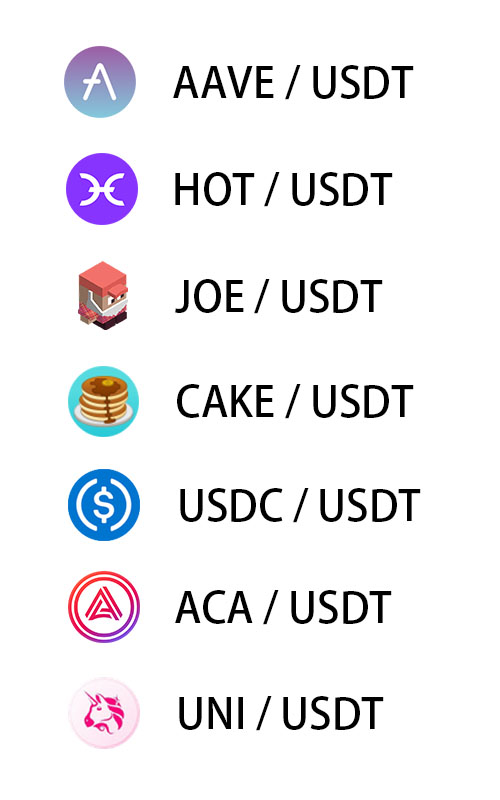 AAVE / USDT
HOT / USDT
JOE / USDT
CAKE / USDT
USDC / USDT
ACA / USDT
UNI / USDT